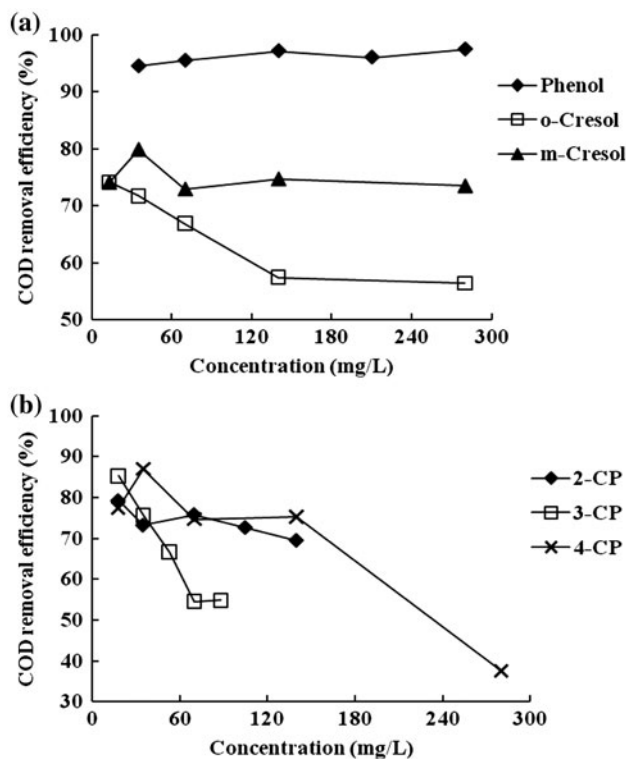 (a)
100
90
80
70
60
50
0 60 120 180 240 300
COD removal efficiency (%)
Concentration (mg/L)
Phenol
o-Cresol
m-Cresol
(b)
100
90
80
70
60
50
40
30
0 60 120 180 240 300
COD removal efficiency (%)
Concentration (mg/L)
2-CP
3-CP
4-CP